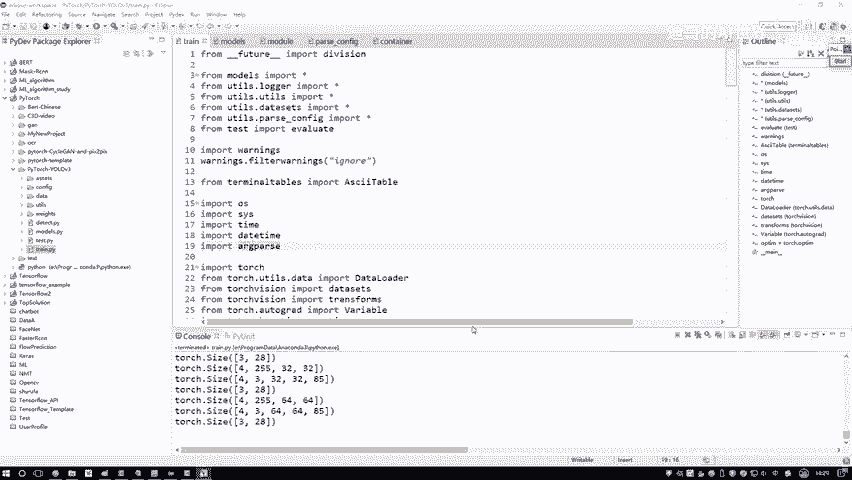 File Edit Source Refactoring Search Project Pydev Run Window Help
Quick Access
PyDev Package Explorer
BERT
Mask-Rcnn
ML_algorithm
ML_algorithm_study
PyTorch
Bert-Chinese
C3D-video
gan
MyNewProject
ocr
pytorch-CycleGAN-and-pix2pix
pytorch-template
PyTorch-YOLOv3
assets
config
data
utils
weights
detect.py
models.py
test.py
train.py
text
Tensorflow
tensorflow_example
Tensorflow2
TopSolution
chatbot
DataA
FaceNet
FasterRcnn
FlowPrediction
Keras
ML
NMT
Opencv
Tensorflow_API
Tensorflow_Template
Test
UserProfile
train models module parse_config container
1 from __future__ import division
2
3 from models import *
4 from utils.logger import *
5 from utils.utils import *
6 from utils.datasets import *
7 from utils.parse_config import *
8 from test import evaluate
9
10 import warnings
11 warnings.filterwarnings("ignore")
12
13 from terminaltables import AsciiTable
14
15 import os
16 import sys
17 import time
18 import datetime
19 import argparse
20
21 import torch
22 from torch.utils.data import DataLoader
23 from torchvision import datasets
24 from torchvision import transforms
25 from torch.autograd import Variable
Console PyUnit
<terminated> train.py [e:\ProgramData\Anaconda3\python.exe]
torch.Size([3, 28])
torch.Size([4, 255, 32, 32])
torch.Size([4, 3, 32, 32, 85])
torch.Size([3, 28])
torch.Size([4, 255, 64, 64])
torch.Size([4, 3, 64, 64, 85])
torch.Size([3, 28])
Outline
Start
type filter text
division (__future__)
* (models)
* (utils.logger)
* (utils.utils)
* (utils.datasets)
* (utils.parse_config)
evaluate (test)
warnings
AsciiTable (terminaltables)
os
sys
time
datetime
argparse
torch
DataLoader (torch.utils.data)
datasets (torchvision)
transforms (torchvision)
Variable (torch.autograd)
optim = torch.optim
__main__
Writable Insert